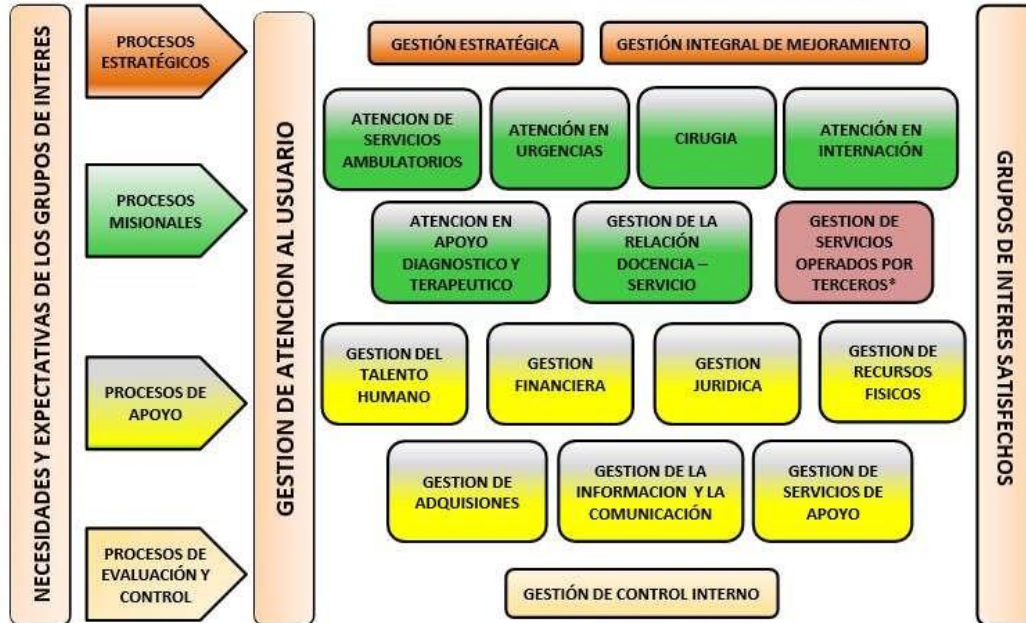 NECESIDADES Y EXPECTATIVAS DE LOS GRUPOS DE INTERES
PROCESOS
ESTRATÉGICOS
PROCESOS
MISIONALES
PROCESOS DE
APOYO
PROCESOS DE
EVALUACIÓN Y
CONTROL
GESTION DE ATENCION AL USUARIO
GESTIÓN ESTRATÉGICA
GESTIÓN INTEGRAL DE MEJORAMIENTO
ATENCION DE
SERVICIOS
AMBULATORIOS
ATENCIÓN EN
URGENCIAS
CIRUGIA
ATENCIÓN EN
INTERNACIÓN
ATENCION EN
APOYO
DIAGNOSTICO Y
TERAPEUTICO
GESTION DE LA
RELACIÓN
DOCENCIA –
SERVICIO
GESTION DE
SERVICIOS
OPERADOS POR
TERCEROS*
GESTION DEL
TALENTO
HUMANO
GESTION
FINANCIERA
GESTION
JURIDICA
GESTION DE
RECURSOS
FISICOS
GESTION DE
ADQUISIONES
GESTION DE LA
INFORMACION Y LA
COMUNICACIÓN
GESTION DE
SERVICIOS DE
APOYO
GESTIÓN DE CONTROL INTERNO
GRUPOS DE INTERES SATISFECHOS